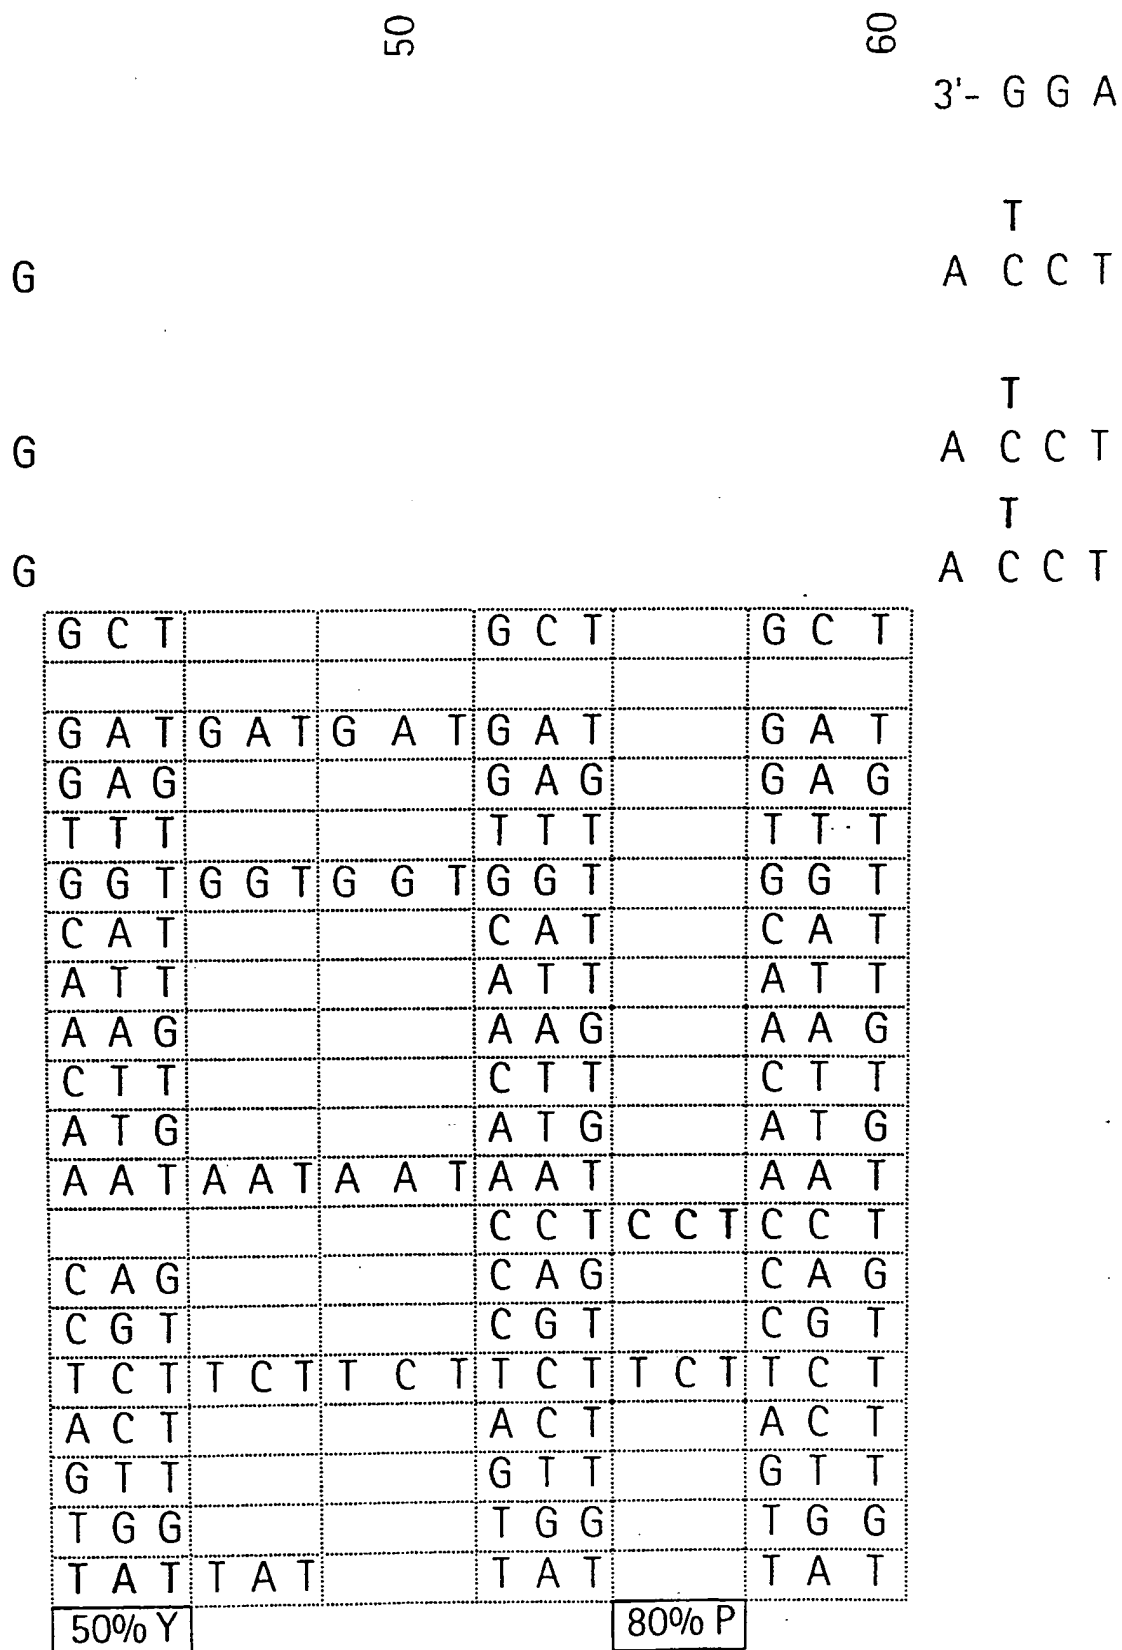 50 60
3'- G G A
T
G A C C T
T
G A C C T
T
G A C C T
G C T G C T G C T
G A T G A T G A T G A T G A T
G A G G A G G A G
T T T T T T T T T
G G T G G T G G T G G T G G T
C A T C A T C A T
A T T A T T A T T
A A G A A G A A G
C T T C T T C T T
A T G A T G A T G
A A T A A T A A T A A T A A T
C C T C C T C C T
C A G C A G C A G
C G T C G T C G T
T C T T C T T C T T C T T C T T C T
A C T A C T A C T
G T T G T T G T T
T G G T G G T G G
T A T T A T T A T T A T
50% Y 80% P